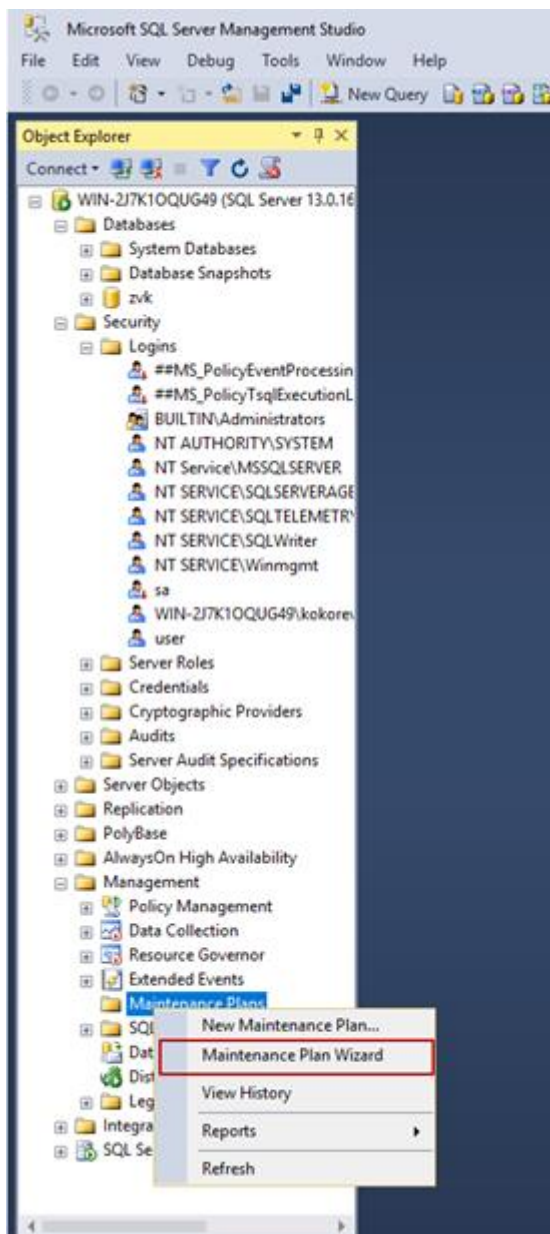 Microsoft SQL Server Management Studio
File Edit View Debug Tools Window Help
New Query
Object Explorer
Connect
WIN-2J7K1OQUG49 (SQL Server 13.0.16
Databases
System Databases
Database Snapshots
zvk
Security
Logins
##MS_PolicyEventProcessin
##MS_PolicyTsqlExecutionL
BUILTIN\Administrators
NT AUTHORITY\SYSTEM
NT Service\MSSQLSERVER
NT SERVICE\SQLSERVERAGE
NT SERVICE\SQLTELEMETRY
NT SERVICE\SQLWriter
NT SERVICE\Winmgmt
sa
WIN-2J7K1OQUG49\kokorev
user
Server Roles
Credentials
Cryptographic Providers
Audits
Server Audit Specifications
Server Objects
Replication
PolyBase
AlwaysOn High Availability
Management
Policy Management
Data Collection
Resource Governor
Extended Events
Maintenance Plans
SQL
Dat
Dist
Leg
Integra
SQL Se
New Maintenance Plan...
Maintenance Plan Wizard
View History
Reports
Refresh